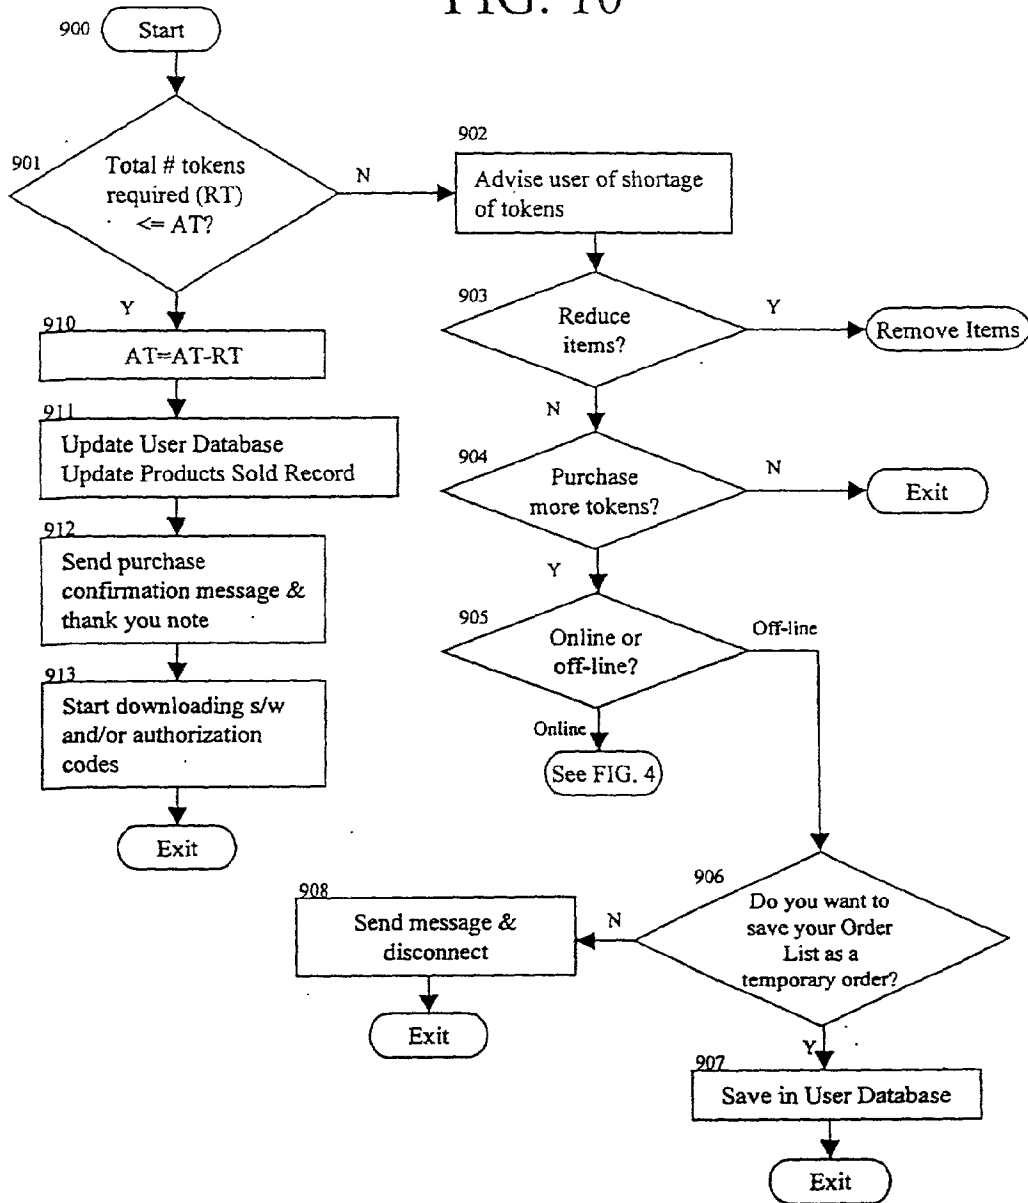 FIG. 10
900
Start
901
Total # tokens
required (RT)
<= AT?
N
902
Advise user of shortage
of tokens
Y
903
Reduce
items?
Y
Remove Items
910
AT=AT-RT
N
911
Update User Database
Update Products Sold Record
904
Purchase
more tokens?
N
Exit
912
Send purchase
confirmation message &
thank you note
Y
905
Online or
off-line?
Off-line
913
Start downloading s/w
and/or authorization
codes
Online
See FIG. 4
Exit
906
Do you want to
save your Order
List as a
temporary order?
N
908
Send message &
disconnect
Exit
Y
907
Save in User Database
Exit